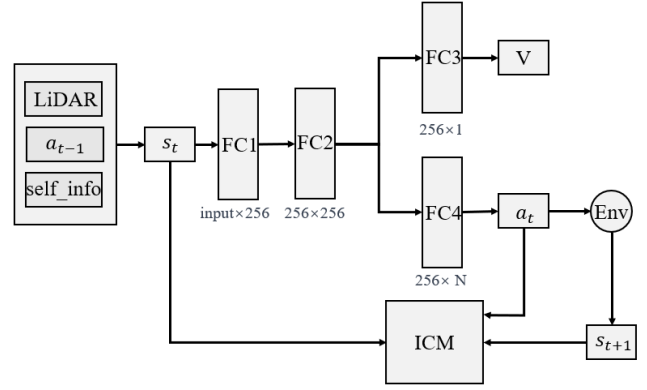 LiDAR
a_{t−1}
self_info
s_t
FC1
input×256
FC2
256×256
FC3
256×1
V
FC4
256× N
a_t
Env
ICM
s_{t+1}